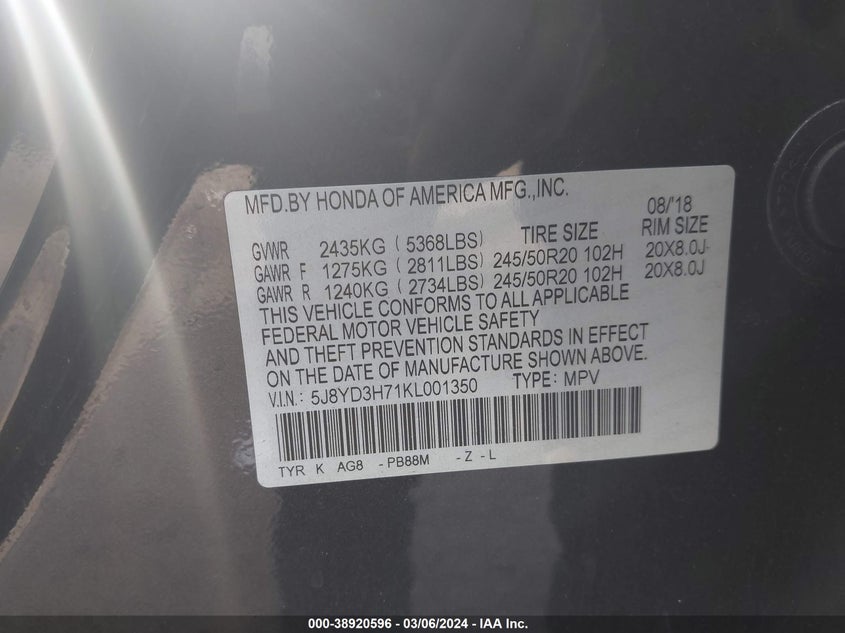 MFD.BY HONDA OF AMERICA MFG.,INC.
08/'18
TIRE SIZE RIM SIZE
GVWR 2435KG ( 5368LBS)
GAWR F 1275KG ( 2811LBS) 245/50R20 102H 20X8.0J
GAWR R 1240KG ( 2734LBS) 245/50R20 102H 20X8.0J
THIS VEHICLE CONFORMS TO ALL APPLICABLE
FEDERAL MOTOR VEHICLE SAFETY
AND THEFT PREVENTION STANDARDS IN EFFECT
ON THE DATE OF MANUFACTURE SHOWN ABOVE.
V.I.N: 5J8YD3H71KL001350 TYPE: MPV
TYR K AG8 -PB88M -Z -L
000-38920596 - 03/06/2024 - IAA Inc.